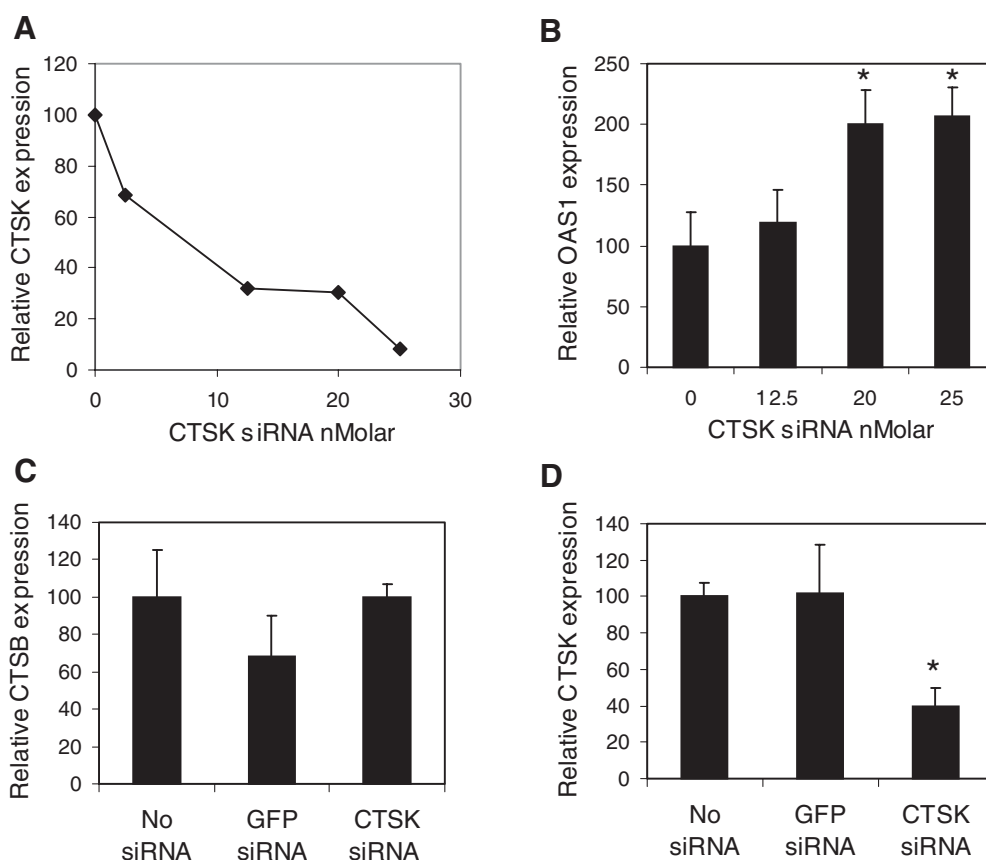 A
Relative CTSK expression
120
100
80
60
40
20
0
0 10 20 30
CTSK siRNA nMolar
B
Relative OAS1 expression
250
200
150
100
50
0
* *
0 12.5 20 25
CTSK siRNA nMolar
C
Relative CTSB expression
140
120
100
80
60
40
20
0
No GFP CTSK
siRNA siRNA siRNA
D
Relative CTSK expression
140
120
100
80
60
40
20
0
*
No GFP CTSK
siRNA siRNA siRNA